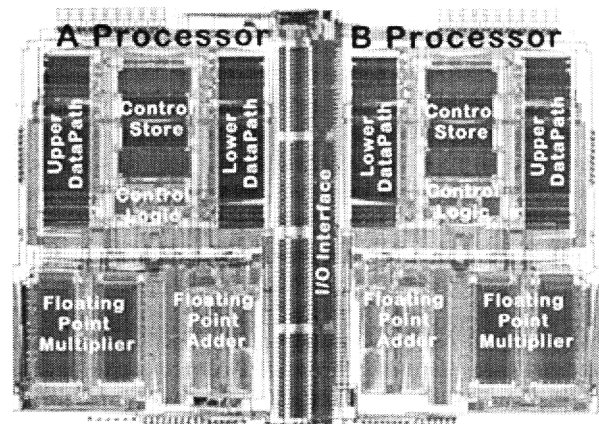 A Processor
B Processor
Upper
DataPath
Control
Store
Lower
DataPath
Control
Logic
Floating
Point
Multiplier
Floating
Point
Adder
I/O Interface
Lower
DataPath
Control
Store
Upper
DataPath
Control
Logic
Floating
Point
Adder
Floating
Point
Multiplier